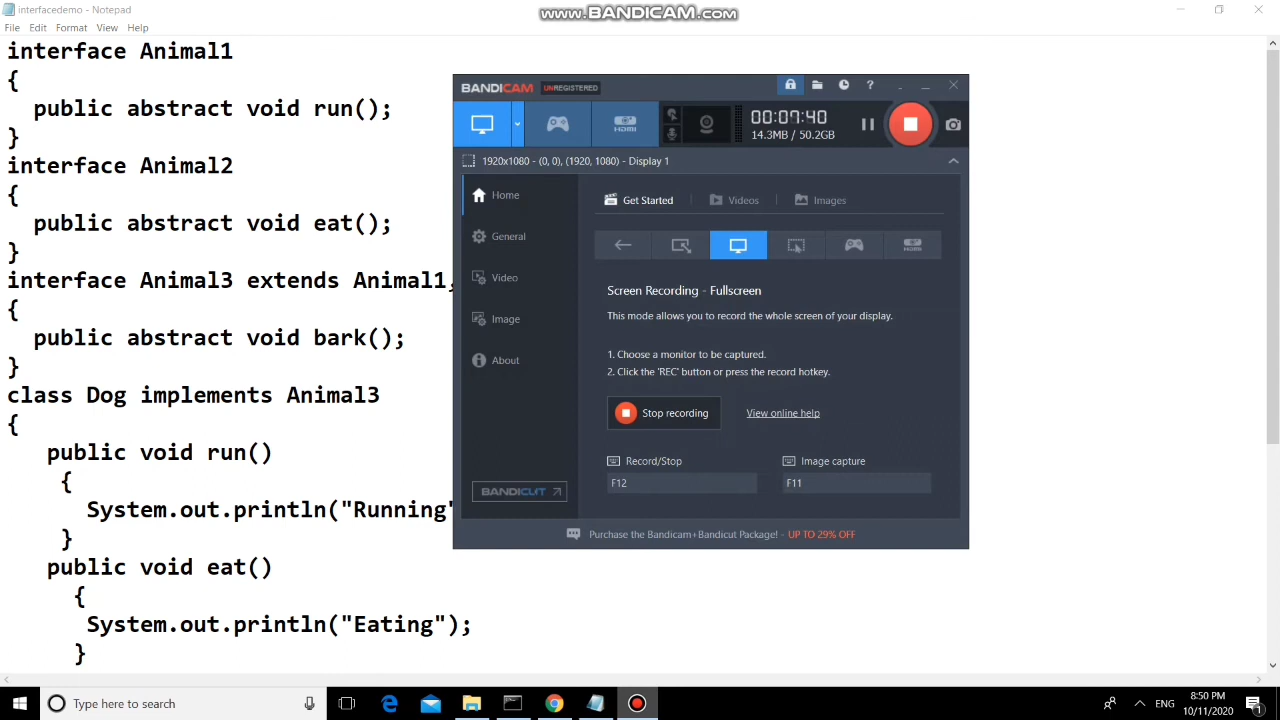 interfacedemo - Notepad
www.BANDICAM.com
File Edit Format View Help
interface Animal1
{
public abstract void run();
}
interface Animal2
{
public abstract void eat();
}
interface Animal3 extends Animal1,
{
public abstract void bark();
}
class Dog implements Animal3
{
public void run()
{
System.out.println("Running"
}
public void eat()
{
System.out.println("Eating");
}
BANDICAM UNREGISTERED
HDMI
00:07:40
14.3MB / 50.2GB
1920x1080 - (0, 0), (1920, 1080) - Display 1
Home
General
Video
Image
About
BANDICUT
Get Started
Videos
Images
HDMI
Screen Recording - Fullscreen
This mode allows you to record the whole screen of your display.
1. Choose a monitor to be captured.
2. Click the 'REC' button or press the record hotkey.
Stop recording
View online help
Record/Stop
Image capture
F12
F11
Purchase the Bandicam+Bandicut Package! - UP TO 29% OFF
Type here to search
ENG
8:50 PM
10/11/2020
1